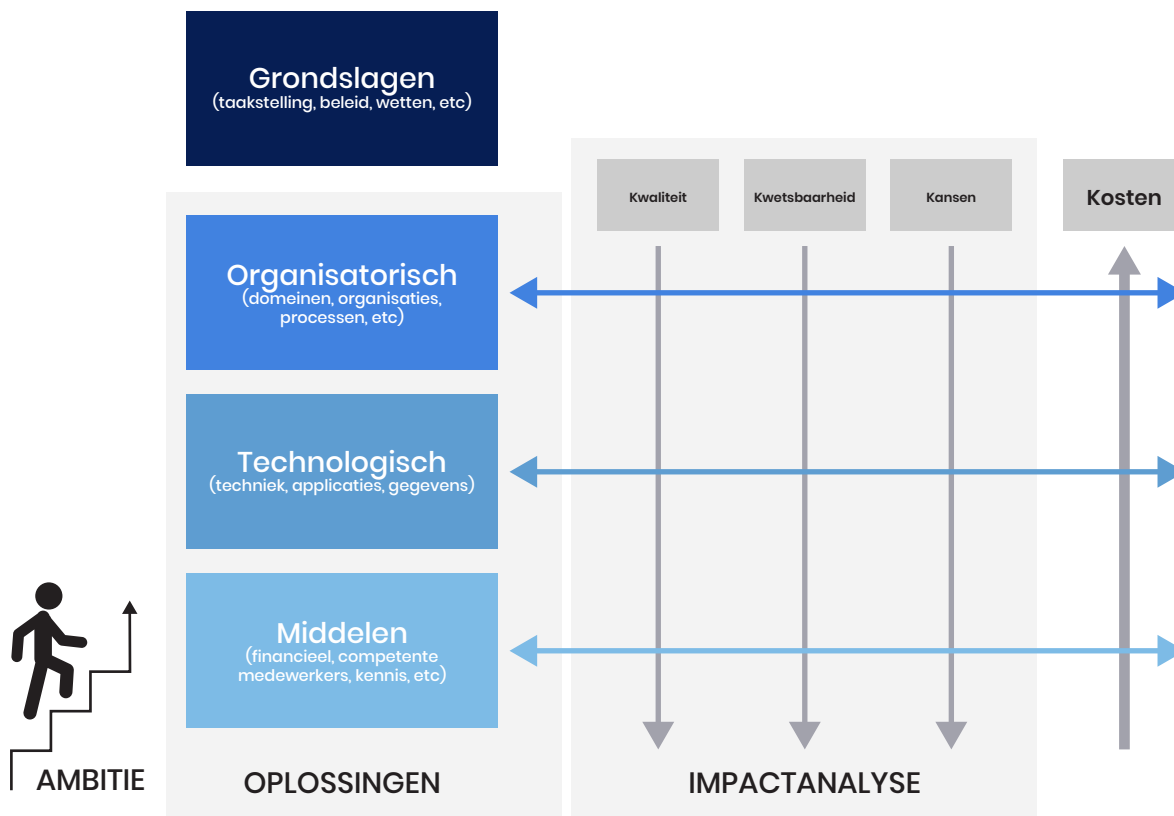 Grondslagen
(taakstelling, beleid, wetten, etc)
Kwaliteit
Kwetsbaarheid
Kansen
Kosten
Organisatorisch
(domeinen, organisaties,
processen, etc)
Technologisch
(techniek, applicaties, gegevens)
Middelen
(financieel, competente
medewerkers, kennis, etc)
AMBITIE
OPLOSSINGEN
IMPACTANALYSE